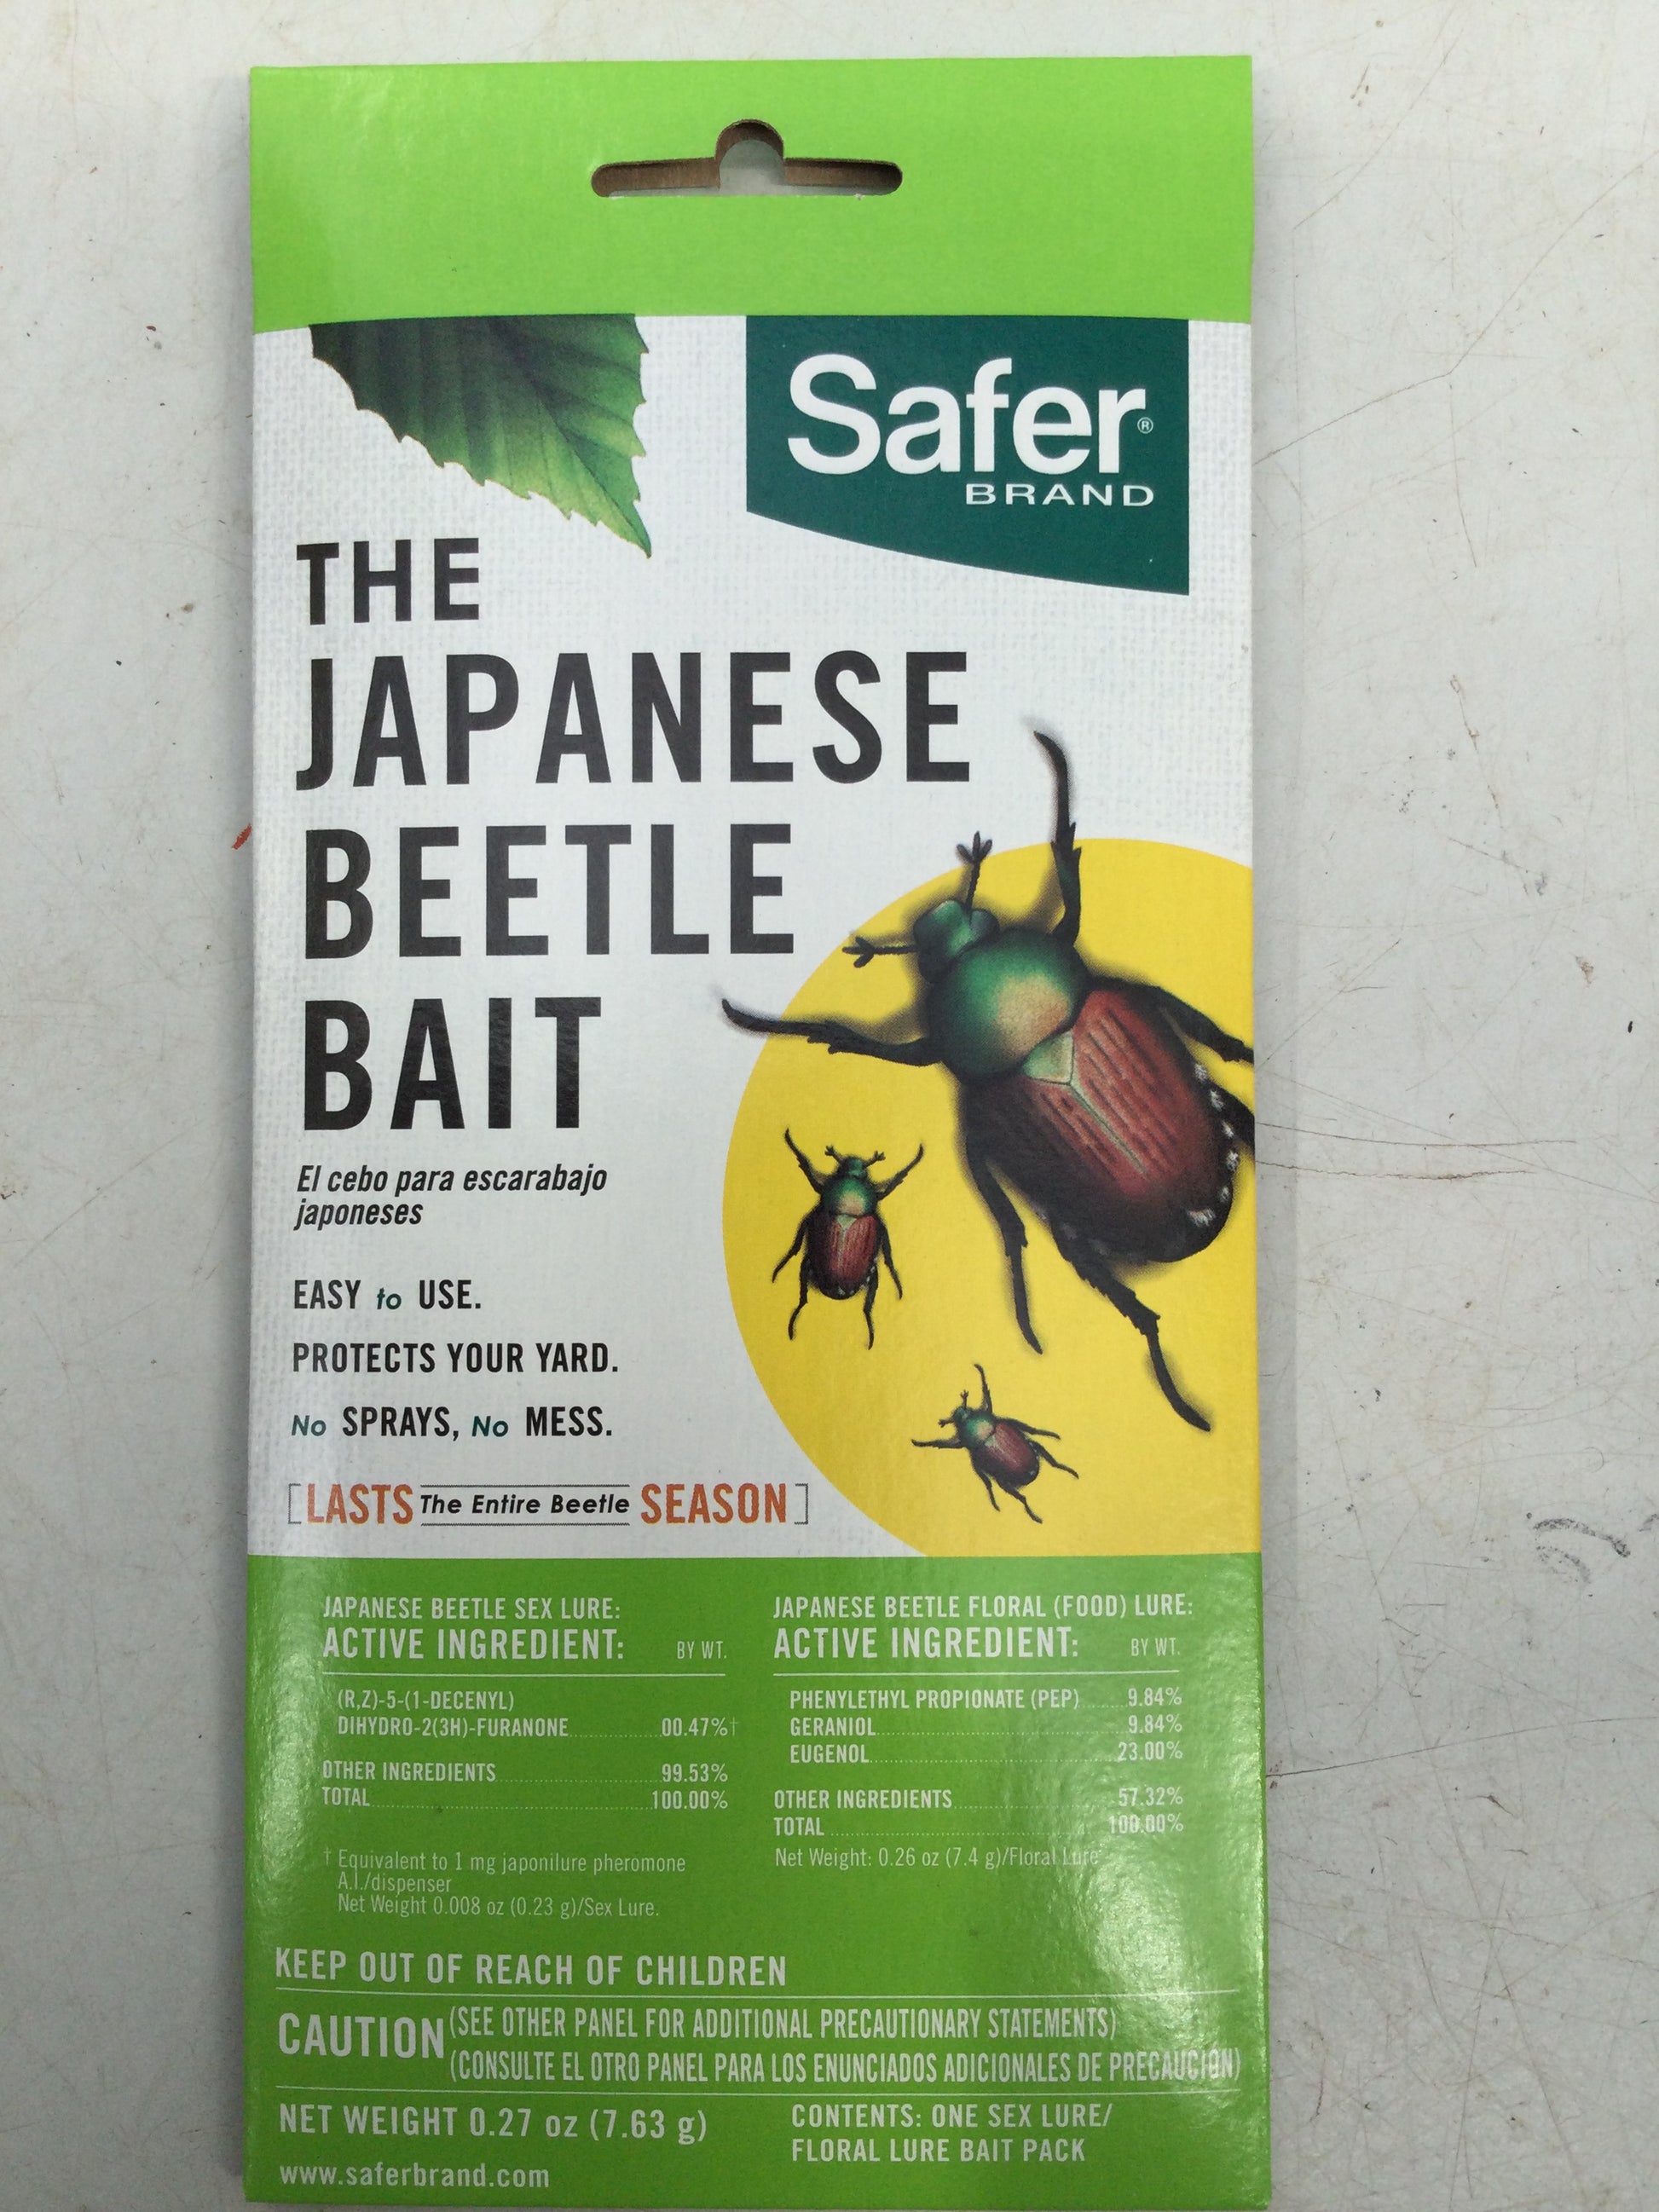 Safer®
BRAND
THE
JAPANESE
BEETLE
BAIT
El cebo para escarabajo
japoneses
EASY to USE.
PROTECTS YOUR YARD.
No SPRAYS, No MESS.
[LASTS The Entire Beetle SEASON]
JAPANESE BEETLE SEX LURE:
ACTIVE INGREDIENT: BY WT.
(R,Z)-5-(1-DECENYL)
DIHYDRO-2(3H)-FURANONE 00.47%†
OTHER INGREDIENTS 99.53%
TOTAL 100.00%
† Equivalent to 1 mg japonilure pheromone
A.I./dispenser
Net Weight 0.008 oz (0.23 g)/Sex Lure.
JAPANESE BEETLE FLORAL (FOOD) LURE:
ACTIVE INGREDIENT: BY WT.
PHENYLETHYL PROPIONATE (PEP) 9.84%
GERANIOL 9.84%
EUGENOL 23.00%
OTHER INGREDIENTS 57.32%
TOTAL 100.00%
Net Weight: 0.26 oz (7.4 g)/Floral Lure
KEEP OUT OF REACH OF CHILDREN
CAUTION (SEE OTHER PANEL FOR ADDITIONAL PRECAUTIONARY STATEMENTS)
(CONSULTE EL OTRO PANEL PARA LOS ENUNCIADOS ADICIONALES DE PRECAUCIÓN)
NET WEIGHT 0.27 oz (7.63 g)
CONTENTS: ONE SEX LURE/
FLORAL LURE BAIT PACK
www.saferbrand.com